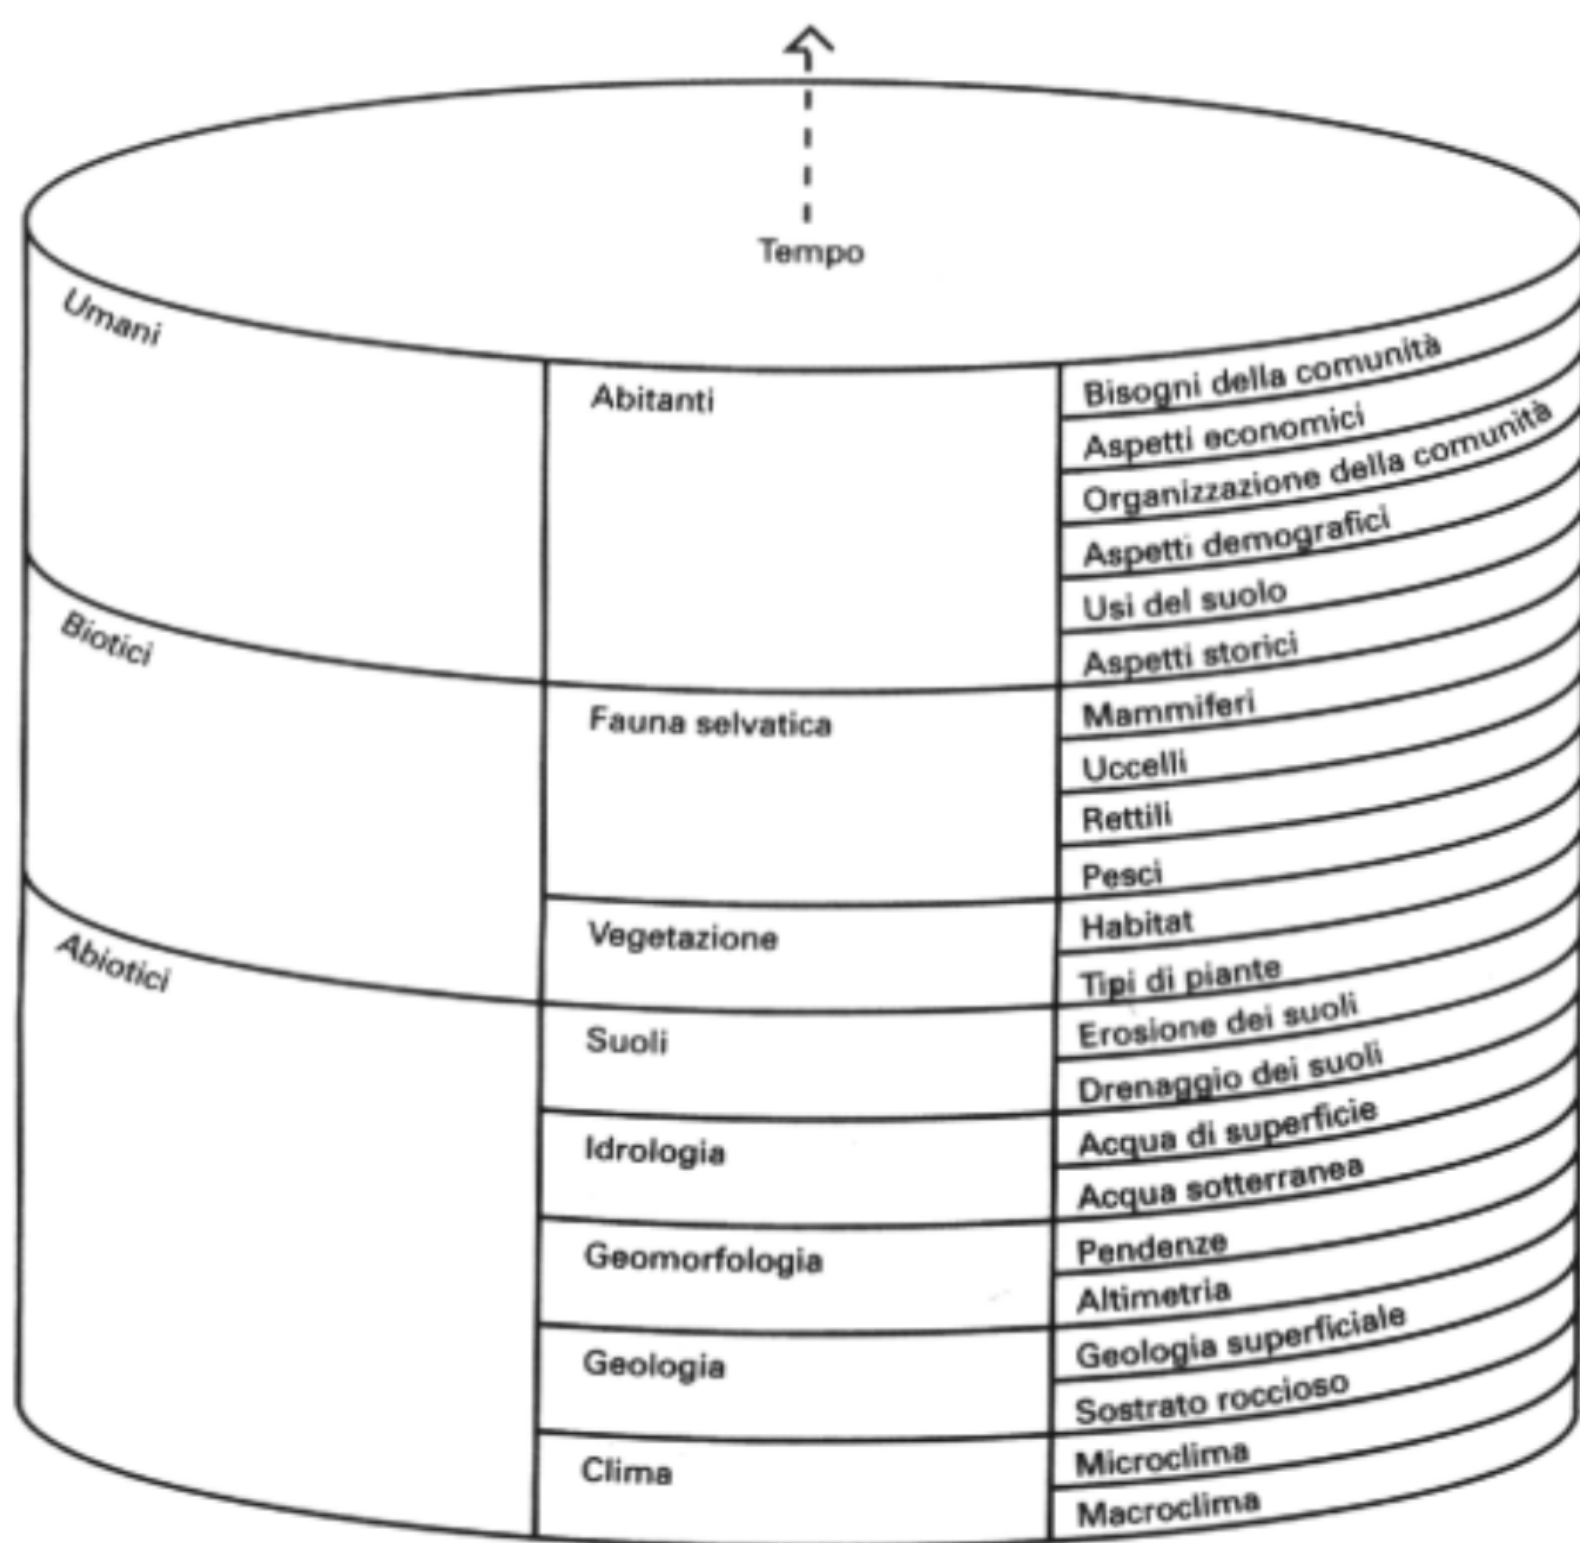 Tempo
Umani
Abitanti
Bisogni della comunità
Aspetti economici
Organizzazione della comunità
Aspetti demografici
Usi del suolo
Aspetti storici
Biotici
Fauna selvatica
Mammiferi
Uccelli
Rettili
Pesci
Vegetazione
Habitat
Tipi di piante
Abiotici
Suoli
Erosione dei suoli
Drenaggio dei suoli
Idrologia
Acqua di superficie
Acqua sotterranea
Geomorfologia
Pendenze
Altimetria
Geologia
Geologia superficiale
Sostrato roccioso
Clima
Microclima
Macroclima